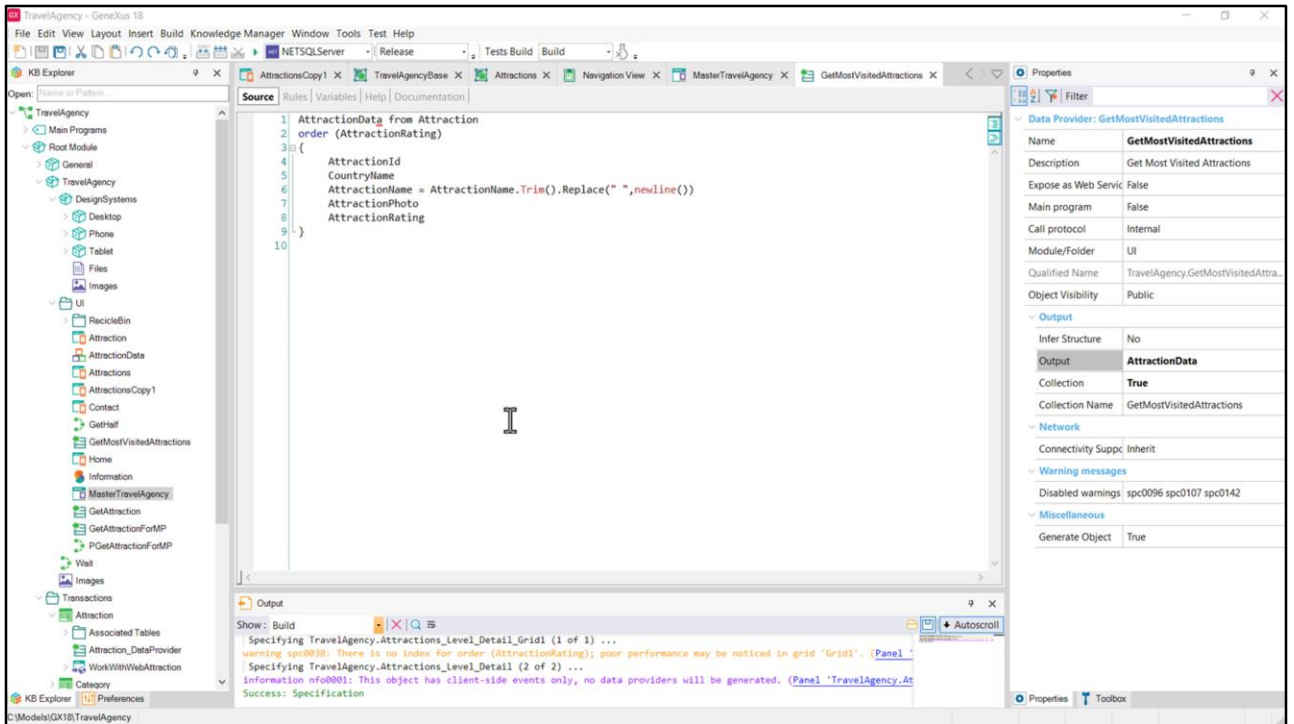 GX TravelAgency - GeneXus 18
File Edit View Layout Insert Build Knowledge Manager Window Tools Test Help
NETSQLServer Release Tests Build Build
KB Explorer
Open: Name or Pattern...
TravelAgency
Main Programs
Root Module
General
TravelAgency
DesignSystems
Desktop
Phone
Tablet
Files
Images
UI
RecicleBin
Attraction
AttractionData
Attractions
AttractionsCopy1
Contact
GetHalf
GetMostVisitedAttractions
Home
Information
MasterTravelAgency
GetAttraction
GetAttractionForMP
PGetAttractionForMP
Wait
Images
Transactions
Attraction
Associated Tables
Attraction_DataProvider
WorkWithWebAttraction
Category
KB Explorer Preferences
C:\Models\GX18\TravelAgency
AttractionsCopy1 X TravelAgencyBase X Attractions X Navigation View X MasterTravelAgency X GetMostVisitedAttractions X
Source Rules Variables Help Documentation
1 AttractionData from Attraction
2 order (AttractionRating)
3 {
4 AttractionId
5 CountryName
6 AttractionName = AttractionName.Trim().Replace(" ",newline())
7 AttractionPhoto
8 AttractionRating
9 }
10
Output
Show: Build Autoscroll
Specifying TravelAgency.Attractions_Level_Detail_Grid1 (1 of 1) ...
warning spc0038: There is no index for order (AttractionRating); poor performance may be noticed in grid 'Grid1'. (Panel '
Specifying TravelAgency.Attractions_Level_Detail (2 of 2) ...
information nfo0001: This object has client-side events only, no data providers will be generated. (Panel 'TravelAgency.At
Success: Specification
Properties
Filter
Data Provider: GetMostVisitedAttractions
Name GetMostVisitedAttractions
Description Get Most Visited Attractions
Expose as Web Servic False
Main program False
Call protocol Internal
Module/Folder UI
Qualified Name TravelAgency.GetMostVisitedAttra...
Object Visibility Public
Output
Infer Structure No
Output AttractionData
Collection True
Collection Name GetMostVisitedAttractions
Network
Connectivity Suppo Inherit
Warning messages
Disabled warnings spc0096 spc0107 spc0142
Miscellaneous
Generate Object True
Properties Toolbox